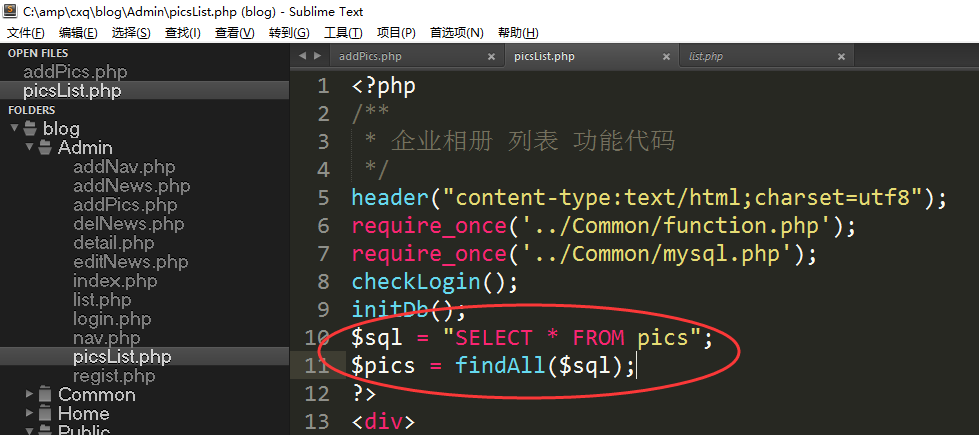 C:\amp\cxq\blog\Admin\picsList.php (blog) - Sublime Text
文件(F) 编辑(E) 选择(S) 查找(I) 查看(V) 转到(G) 工具(T) 项目(P) 首选项(N) 帮助(H)
OPEN FILES
addPics.php
picsList.php
FOLDERS
blog
Admin
addNav.php
addNews.php
addPics.php
delNews.php
detail.php
editNews.php
index.php
list.php
login.php
nav.php
picsList.php
regist.php
Common
Home
Public
addPics.php × picsList.php × list.php ×
1 <?php
2 /**
3 * 企业相册 列表 功能代码
4 */
5 header("content-type:text/html;charset=utf8");
6 require_once('../Common/function.php');
7 require_once('../Common/mysql.php');
8 checkLogin();
9 initDb();
10 $sql = "SELECT * FROM pics";
11 $pics = findAll($sql);
12 ?>
13 <div>